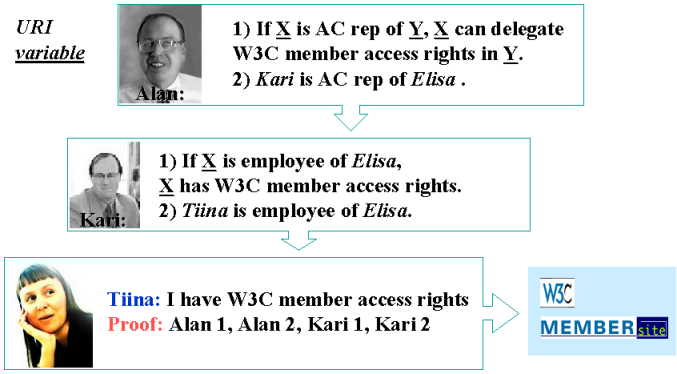 URI
variable
Alan:
1) If X is AC rep of Y, X can delegate
W3C member access rights in Y.
2) Kari is AC rep of Elisa .
Kari:
1) If X is employee of Elisa,
X has W3C member access rights.
2) Tiina is employee of Elisa.
Tiina: I have W3C member access rights
Proof: Alan 1, Alan 2, Kari 1, Kari 2
W3C
MEMBER site